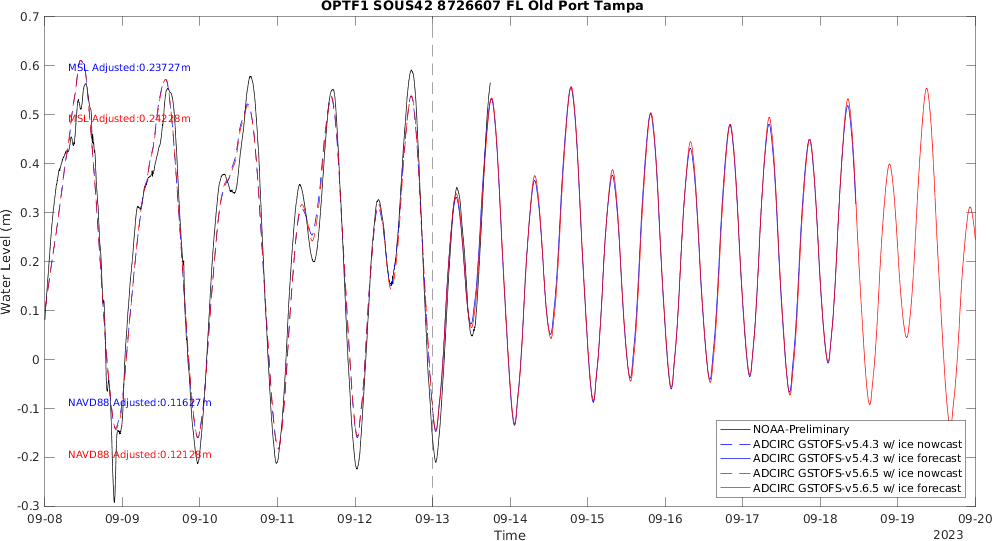 OPTF1 SOUS42 8726607 FL Old Port Tampa
Water Level (m)
0.7
0.6
0.5
0.4
0.3
0.2
0.1
0
-0.1
-0.2
-0.3
MSL Adjusted:0.23727m
MSL Adjusted:0.24228m
NAVD88 Adjusted:0.11627m
NAVD88 Adjusted:0.12128m
NOAA-Preliminary
ADCIRC GSTOFS-v5.4.3 w/ ice nowcast
ADCIRC GSTOFS-v5.4.3 w/ ice forecast
ADCIRC GSTOFS-v5.6.5 w/ ice nowcast
ADCIRC GSTOFS-v5.6.5 w/ ice forecast
09-08 09-09 09-10 09-11 09-12 09-13 09-14 09-15 09-16 09-17 09-18 09-19 09-20
Time
2023